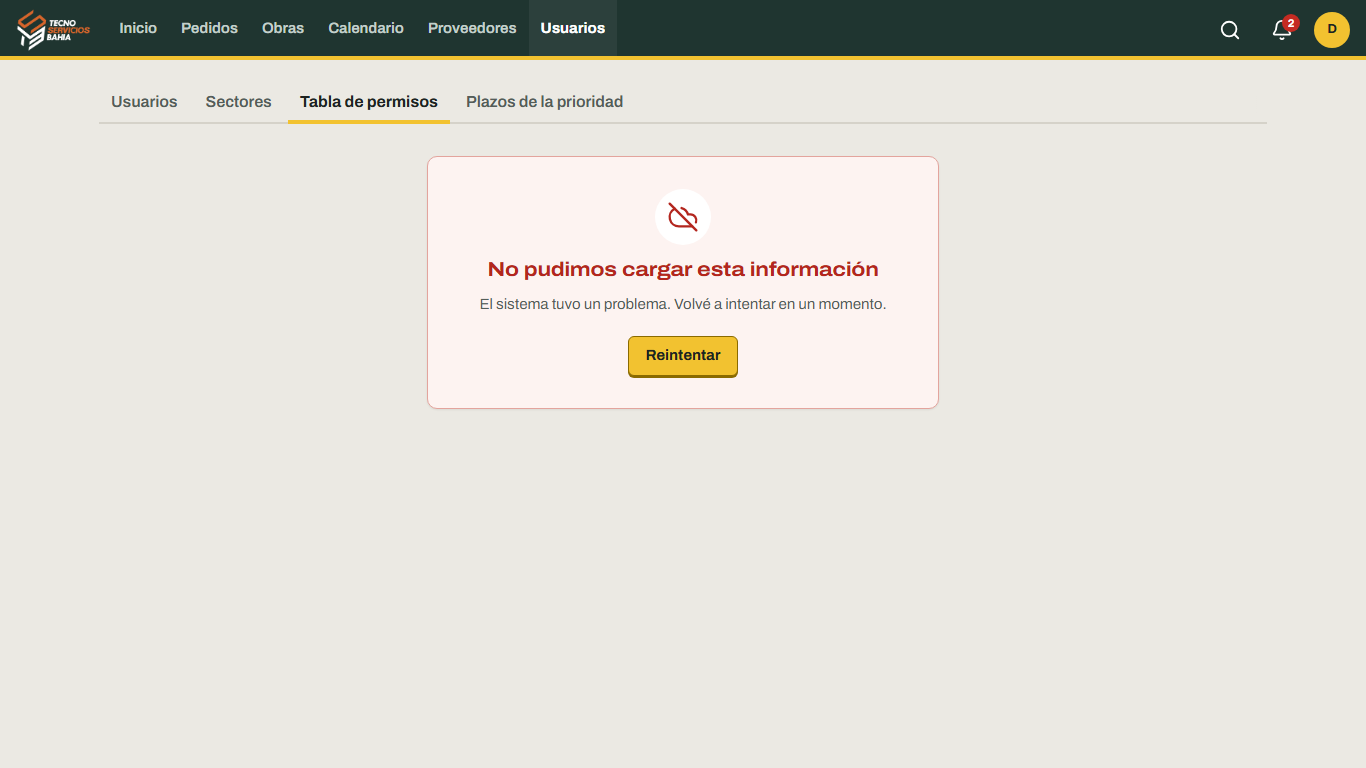 TECNO
SERVICIOS
BAHIA
Inicio
Pedidos
Obras
Calendario
Proveedores
Usuarios
2
D
Usuarios
Sectores
Tabla de permisos
Plazos de la prioridad
No pudimos cargar esta información
El sistema tuvo un problema. Volvé a intentar en un momento.
Reintentar